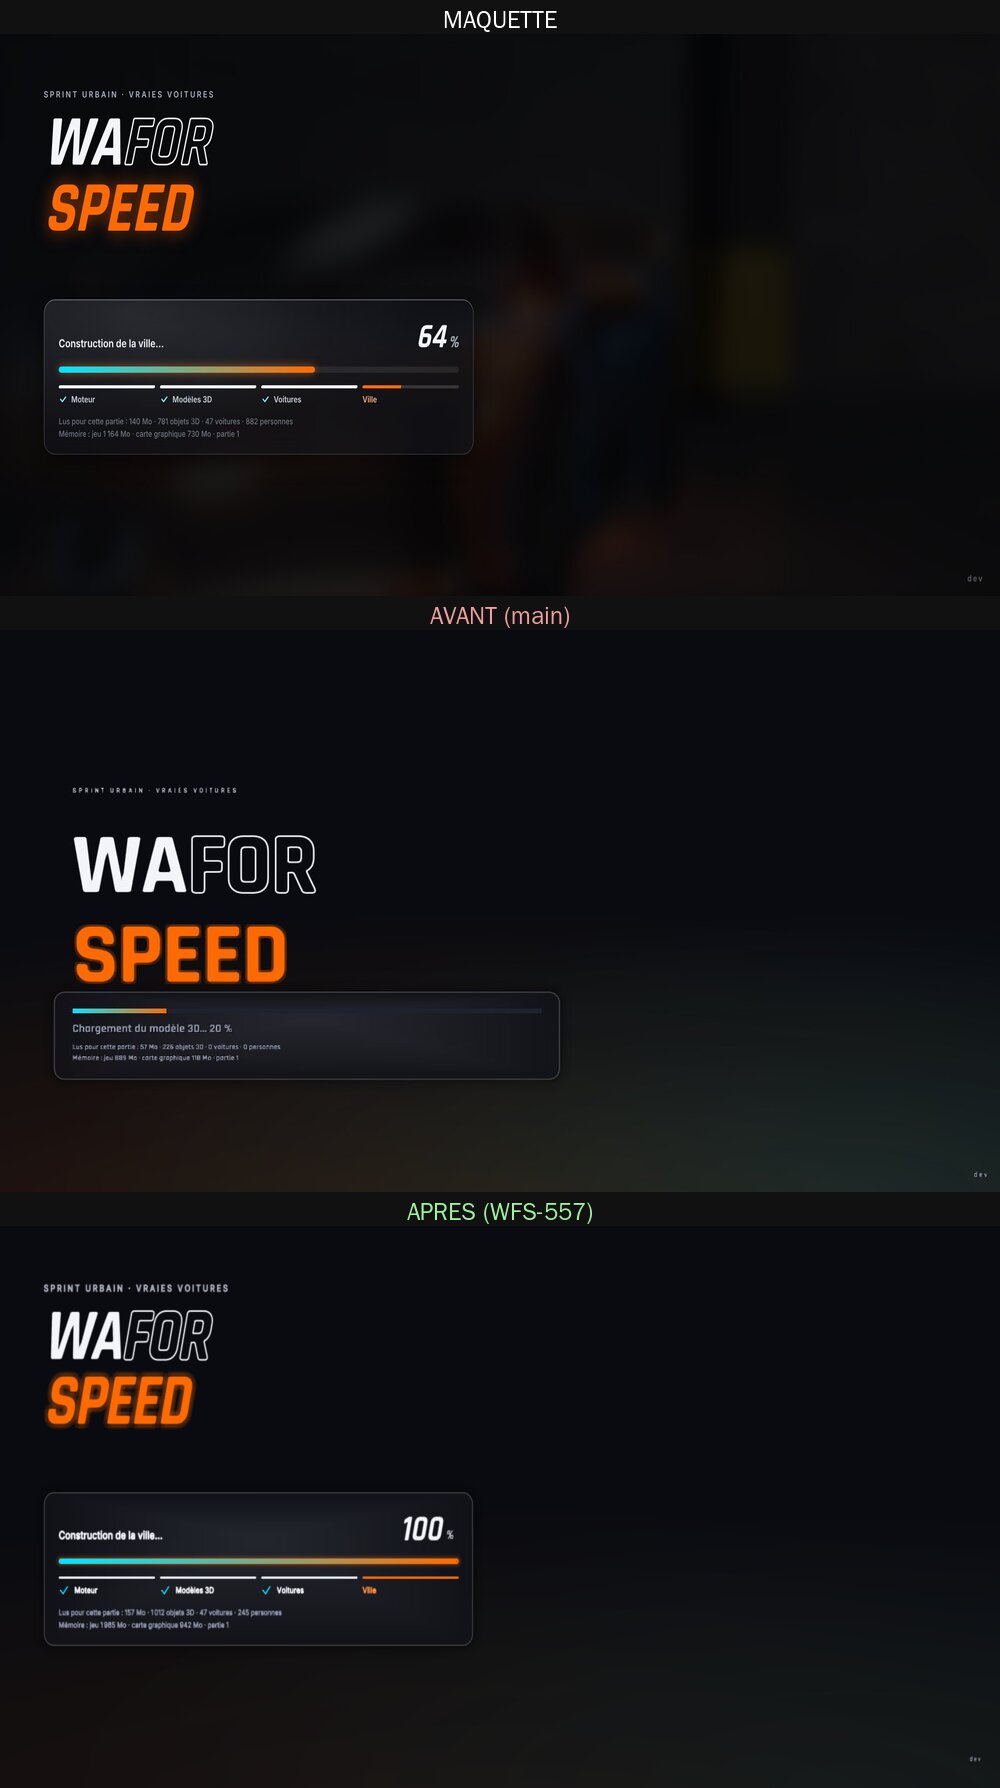 MAQUETTE
SPRINT URBAIN · VRAIES VOITURES
WAFOR
SPEED
Construction de la ville... 64 %
Moteur Modèles 3D Voitures Ville
Lus pour cette partie : 140 Mo · 781 objets 3D · 47 voitures · 882 personnes
Mémoire : jeu 1 164 Mo · carte graphique 730 Mo · partie 1
dev
AVANT (main)
SPRINT URBAIN · VRAIES VOITURES
WAFOR
SPEED
Chargement du modèle 3D... 20 %
Lus pour cette partie : 57 Mo · 226 objets 3D · 0 voitures · 0 personnes
Mémoire : jeu 889 Mo · carte graphique 118 Mo · partie 1
dev
APRES (WFS-557)
SPRINT URBAIN · VRAIES VOITURES
WAFOR
SPEED
Construction de la ville... 100 %
Moteur Modèles 3D Voitures Ville
Lus pour cette partie : 157 Mo · 1 012 objets 3D · 47 voitures · 245 personnes
Mémoire : jeu 1 985 Mo · carte graphique 942 Mo · partie 1
dev